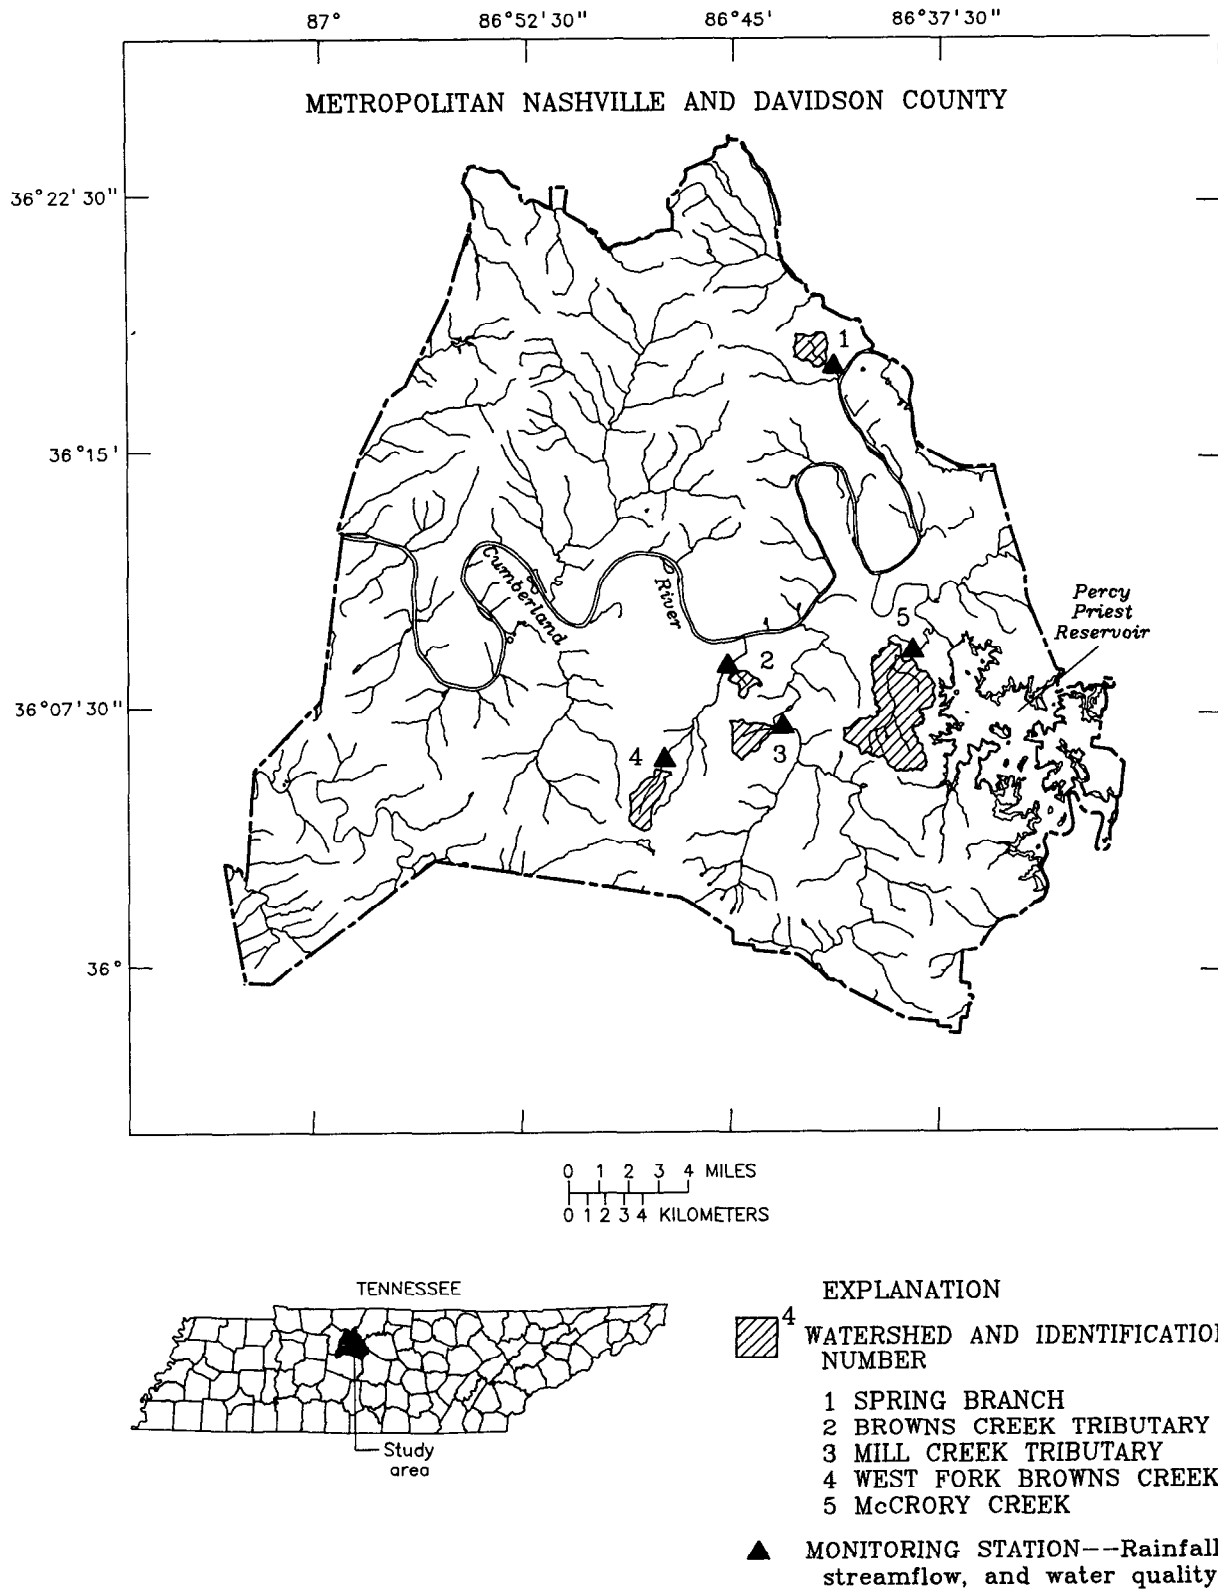 87° 86°52'30" 86°45' 86°37'30"
METROPOLITAN NASHVILLE AND DAVIDSON COUNTY
36°22'30"
1
36°15'
Cumberland
River
Percy
Priest
Reservoir
5
2
36°07'30"
3
4
36°
0 1 2 3 4 MILES
0 1 2 3 4 KILOMETERS
TENNESSEE
Study
area
EXPLANATION
4
WATERSHED AND IDENTIFICATIO
NUMBER
1 SPRING BRANCH
2 BROWNS CREEK TRIBUTARY
3 MILL CREEK TRIBUTARY
4 WEST FORK BROWNS CREEK
5 McCRORY CREEK
MONITORING STATION--Rainfall
streamflow, and water quality